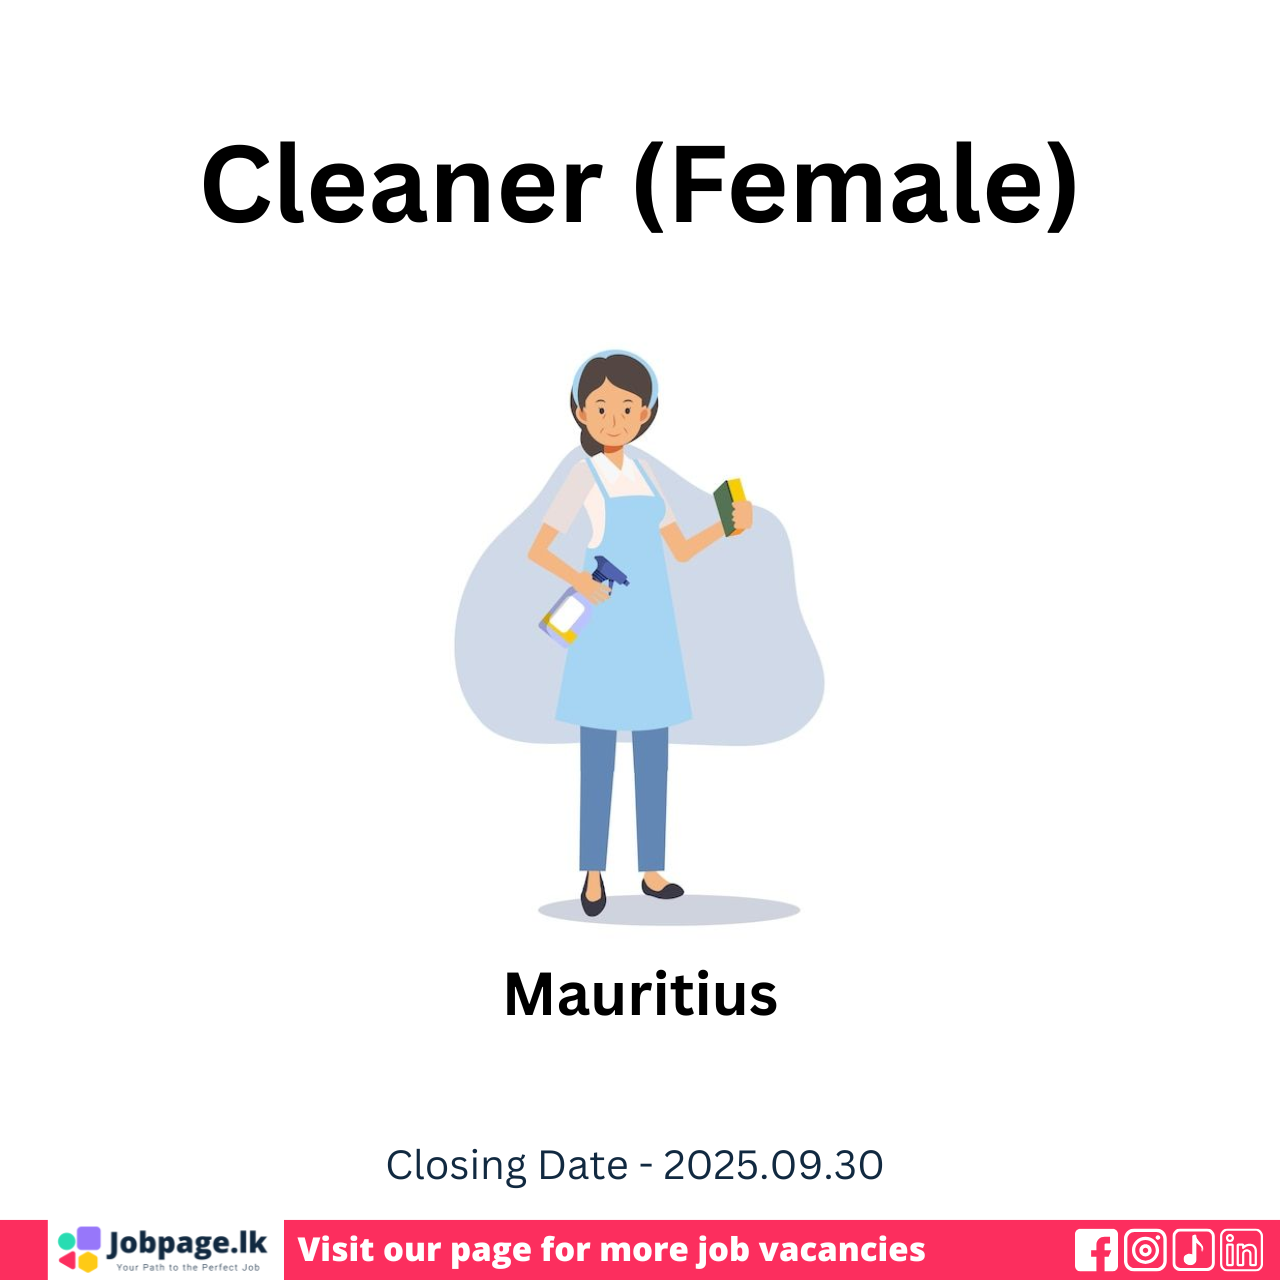 Cleaner (Female)
Mauritius
Closing Date - 2025.09.30
Jobpage.lk
Your Path to the Perfect Job
Visit our page for more job vacancies
in